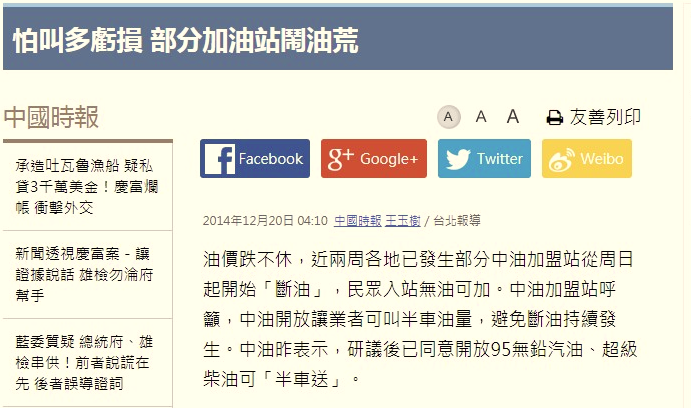 怕叫多虧損 部分加油站鬧油荒
中國時報
A A A 友善列印
承造吐瓦魯漁船 疑私
貸3千萬美金！慶富爛
帳 衝擊外交
新聞透視慶富案－讓
證據說話 雄檢勿淪府
幫手
藍委質疑 總統府、雄
檢串供！前者說謊在
先 後者誤導證詞
Facebook Google+ Twitter Weibo
2014年12月20日 04:10 中國時報 王玉樹 / 台北報導
油價跌不休，近兩周各地已發生部分中油加盟站從周日
起開始「斷油」，民眾入站無油可加。中油加盟站呼
籲，中油開放讓業者可叫半車油量，避免斷油持續發
生。中油昨表示，研議後已同意開放95無鉛汽油、超級
柴油可「半車送」。